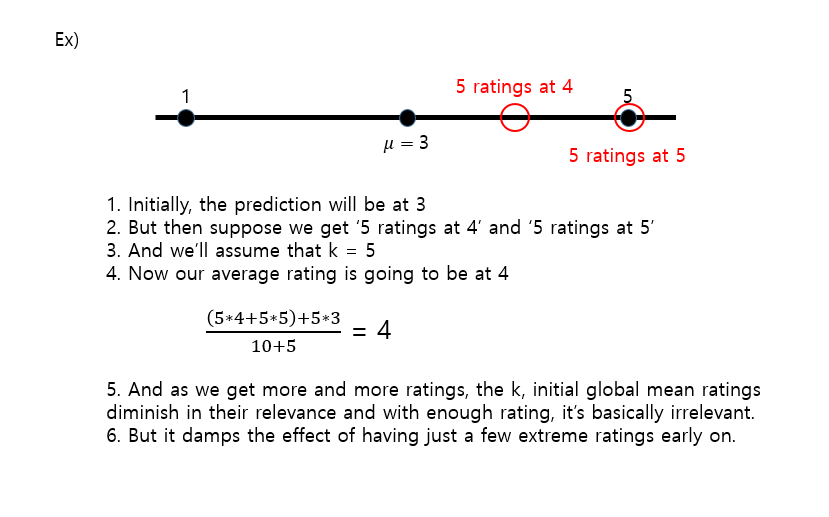 Ex)
5 ratings at 4
1
5
μ = 3
5 ratings at 5
1. Initially, the prediction will be at 3
2. But then suppose we get ‘5 ratings at 4’ and ‘5 ratings at 5’
3. And we’ll assume that k = 5
4. Now our average rating is going to be at 4
(5*4+5*5)+5*3
= 4
10+5
5. And as we get more and more ratings, the k, initial global mean ratings
diminish in their relevance and with enough rating, it’s basically irrelevant.
6. But it damps the effect of having just a few extreme ratings early on.